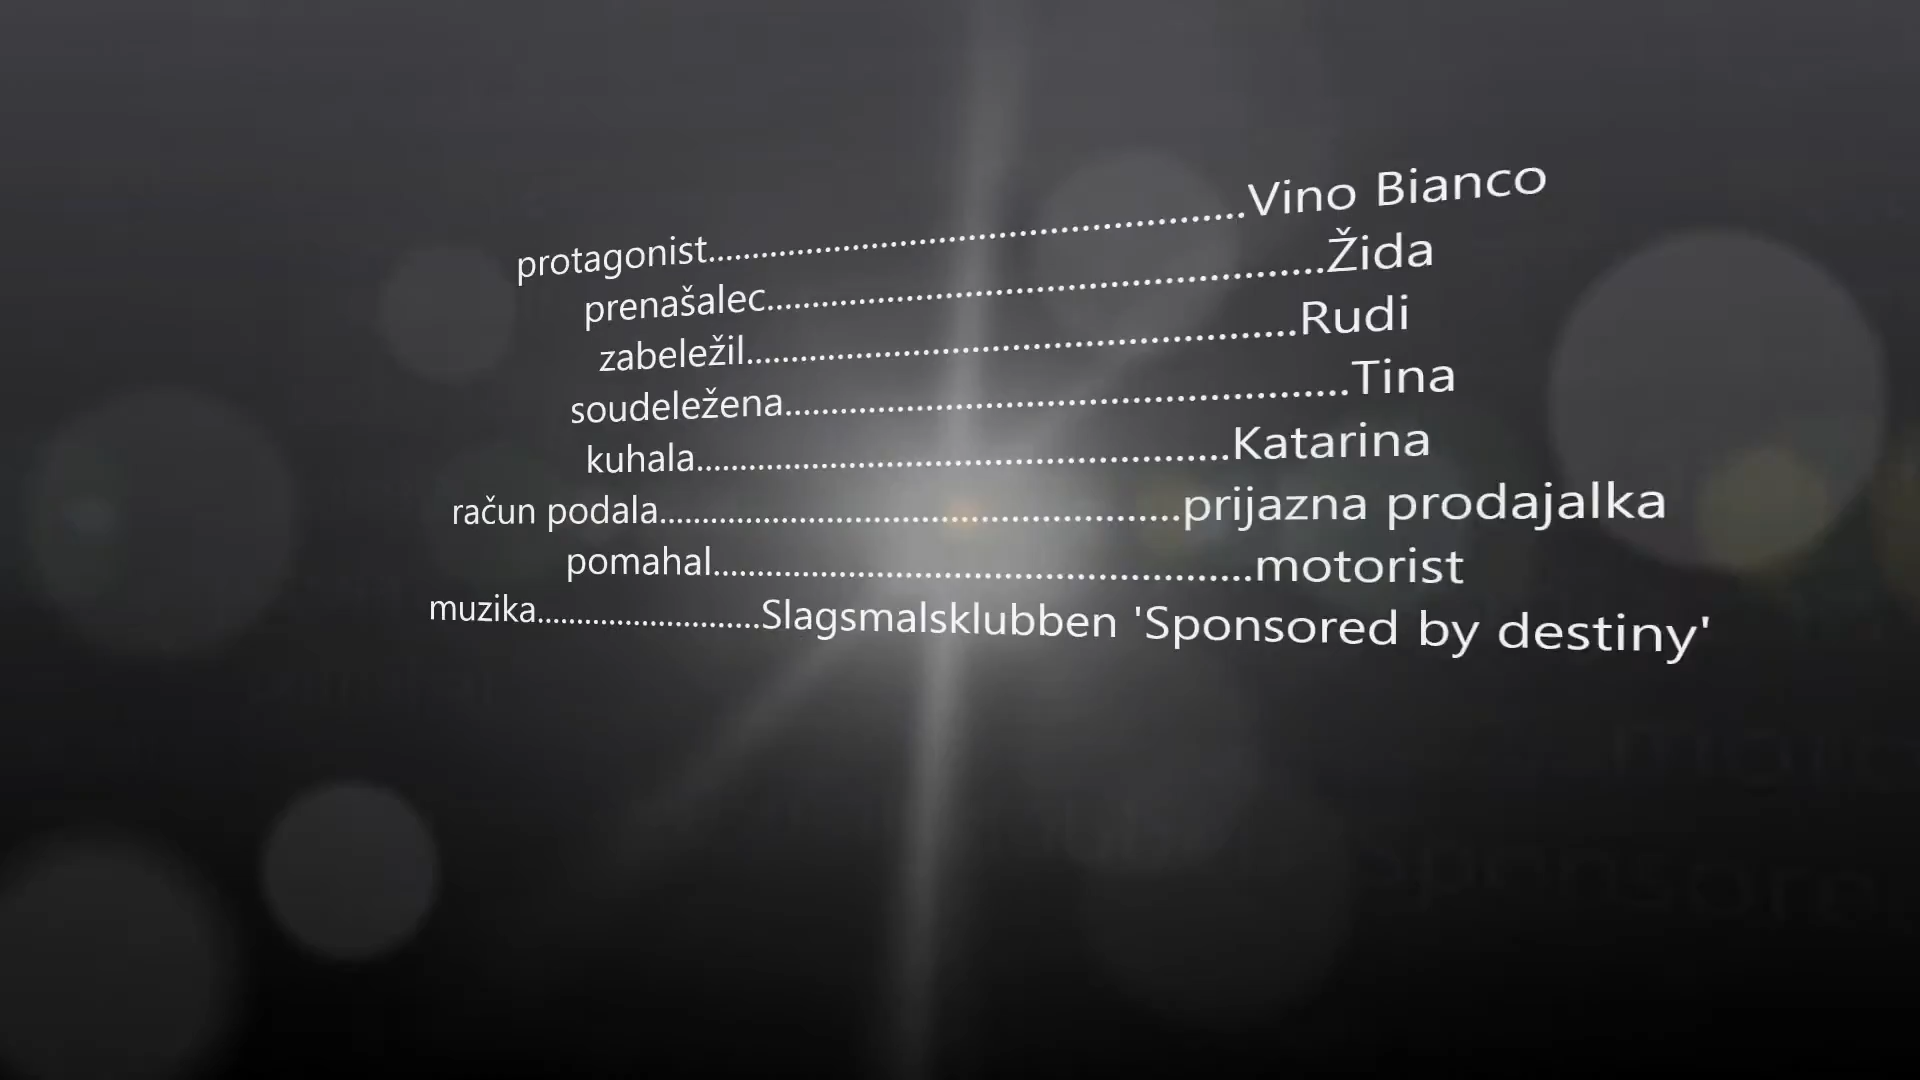 protagonist..............................................Vino Bianco
prenašalec................................................Žida
zabeležil................................................Rudi
soudeležena.................................................Tina
kuhala...............................................Katarina
račun podala..............................................prijazna prodajalka
pomahal...............................................motorist
muzika.........................Slagsmalsklubben 'Sponsored by destiny'